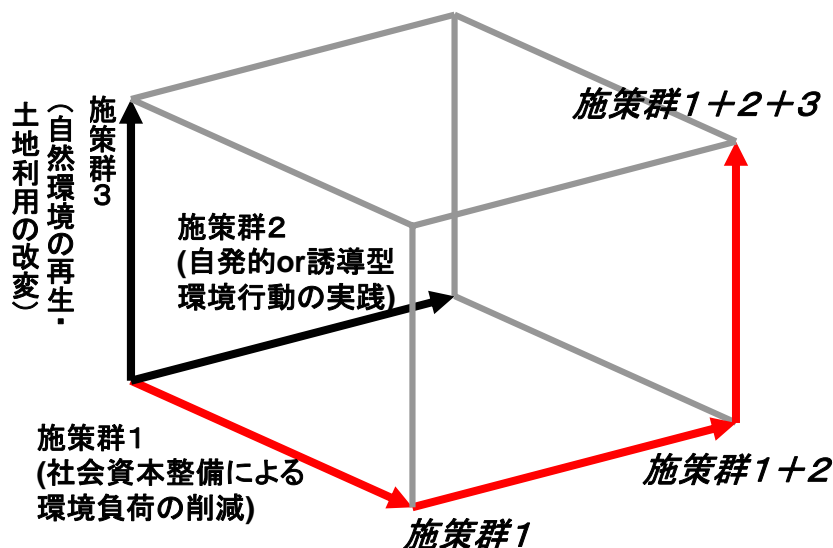 施策群３
（自然環境の再生・
土地利用の改変）
施策群１＋２＋３
施策群２
(自発的or誘導型
環境行動の実践)
施策群１
(社会資本整備による
環境負荷の削減)
施策群１＋２
施策群１